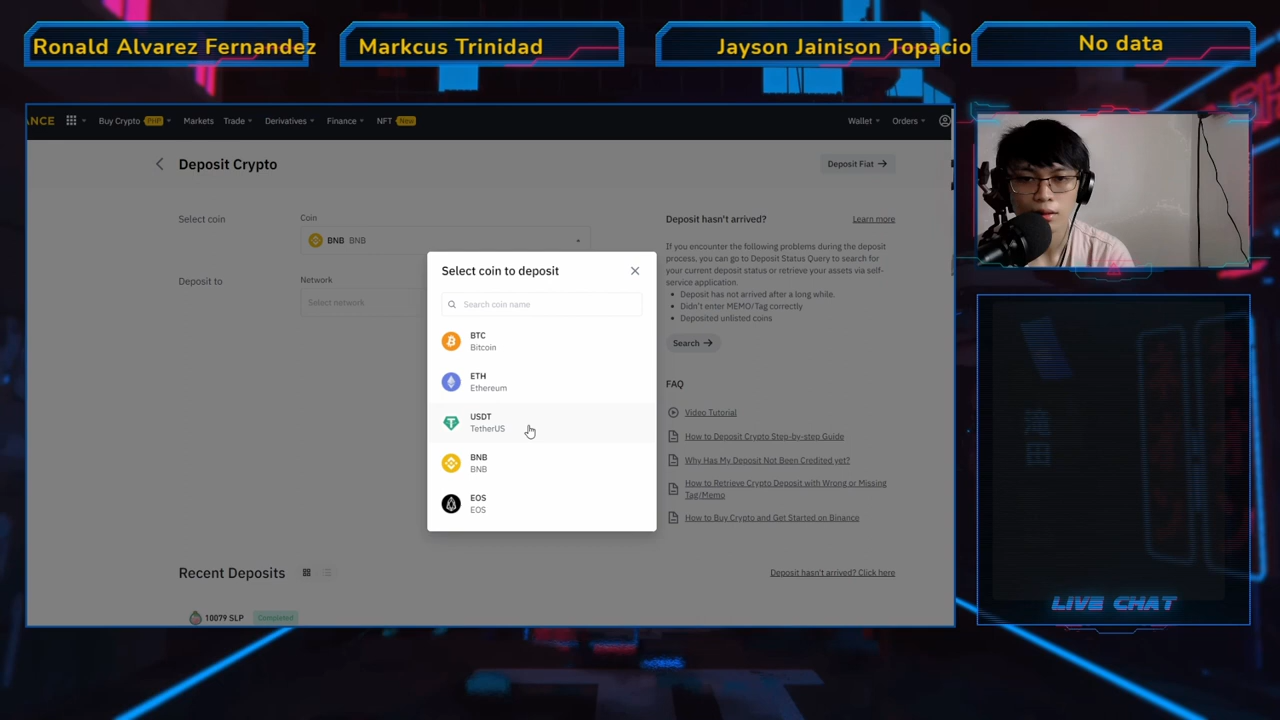 Ronald Alvarez Fernandez
Markcus Trinidad
Jayson Jainison Topacio
No data
ANCE
Buy Crypto PHP
Markets
Trade
Derivatives
Finance
NFT New
Wallet
Orders
Deposit Crypto
Deposit Fiat →
Select coin
Coin
BNB BNB
Deposit to
Network
Select network
Select coin to deposit
Search coin name
BTC
Bitcoin
ETH
Ethereum
USDT
TetherUS
BNB
BNB
EOS
EOS
Deposit hasn't arrived?
Learn more
If you encounter the following problems during the deposit
process, you can go to Deposit Status Query to search for
your current deposit status or retrieve your assets via self-
service application.
• Deposit has not arrived after a long while.
• Didn't enter MEMO/Tag correctly
• Deposited unlisted coins
Search →
FAQ
Video Tutorial
How to Deposit Crypto Step-by-step Guide
Why Has My Deposit Not Been Credited yet?
How to Retrieve Crypto Deposit with Wrong or Missing
Tag/Memo
How to Buy Crypto and Get Started on Binance
Recent Deposits
Deposit hasn't arrived? Click here
10079 SLP Completed
LIVE CHAT